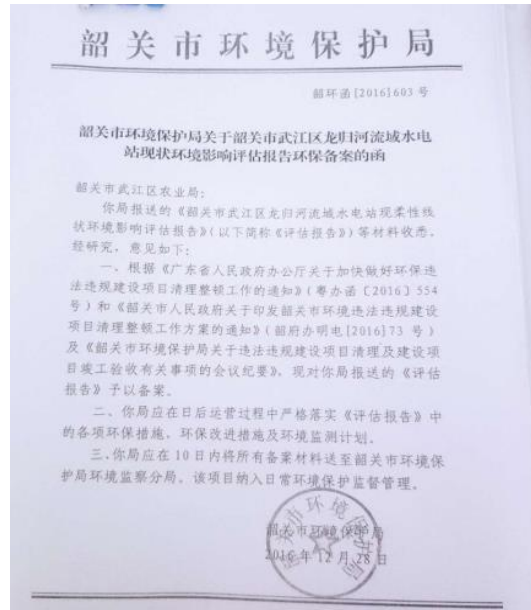 韶关市环境保护局
韶环函[2016]603 号
韶关市环境保护局关于韶关市武江区龙归河流域水电
站现状环境影响评估报告环保备案的函
韶关市武江区农业局：
你局报送的《韶关市武江区龙归河流域水电站现柔性线
状环境影响评估报告》（以下简称《评估报告》）等材料收悉，
经研究，意见如下：
一、根据《广东省人民政府办公厅关于加快做好环保违
法违规建设项目清理整顿工作的通知》（粤办函〔2016〕554
号）和《韶关市人民政府关于印发韶关市环境违法违规建设
项目清理整顿工作方案的通知》（韶府办明电[2016]73 号）
及《韶关市环境保护局关于违法违规建设项目清理及建设项
目竣工验收有关事项的会议纪要》，现对你局报送的《评估
报告》予以备案。
二、你局应在日后运营过程中严格落实《评估报告》中
的各项环保措施、环保改进措施及环境监测计划。
三、你局应在 10 日内将所有备案材料送至韶关市环境保
护局环境监察分局。该项目纳入日常环境保护监督管理。
韶关市环境保护局
2016 年 12 月 28 日
韶关市环境保护局